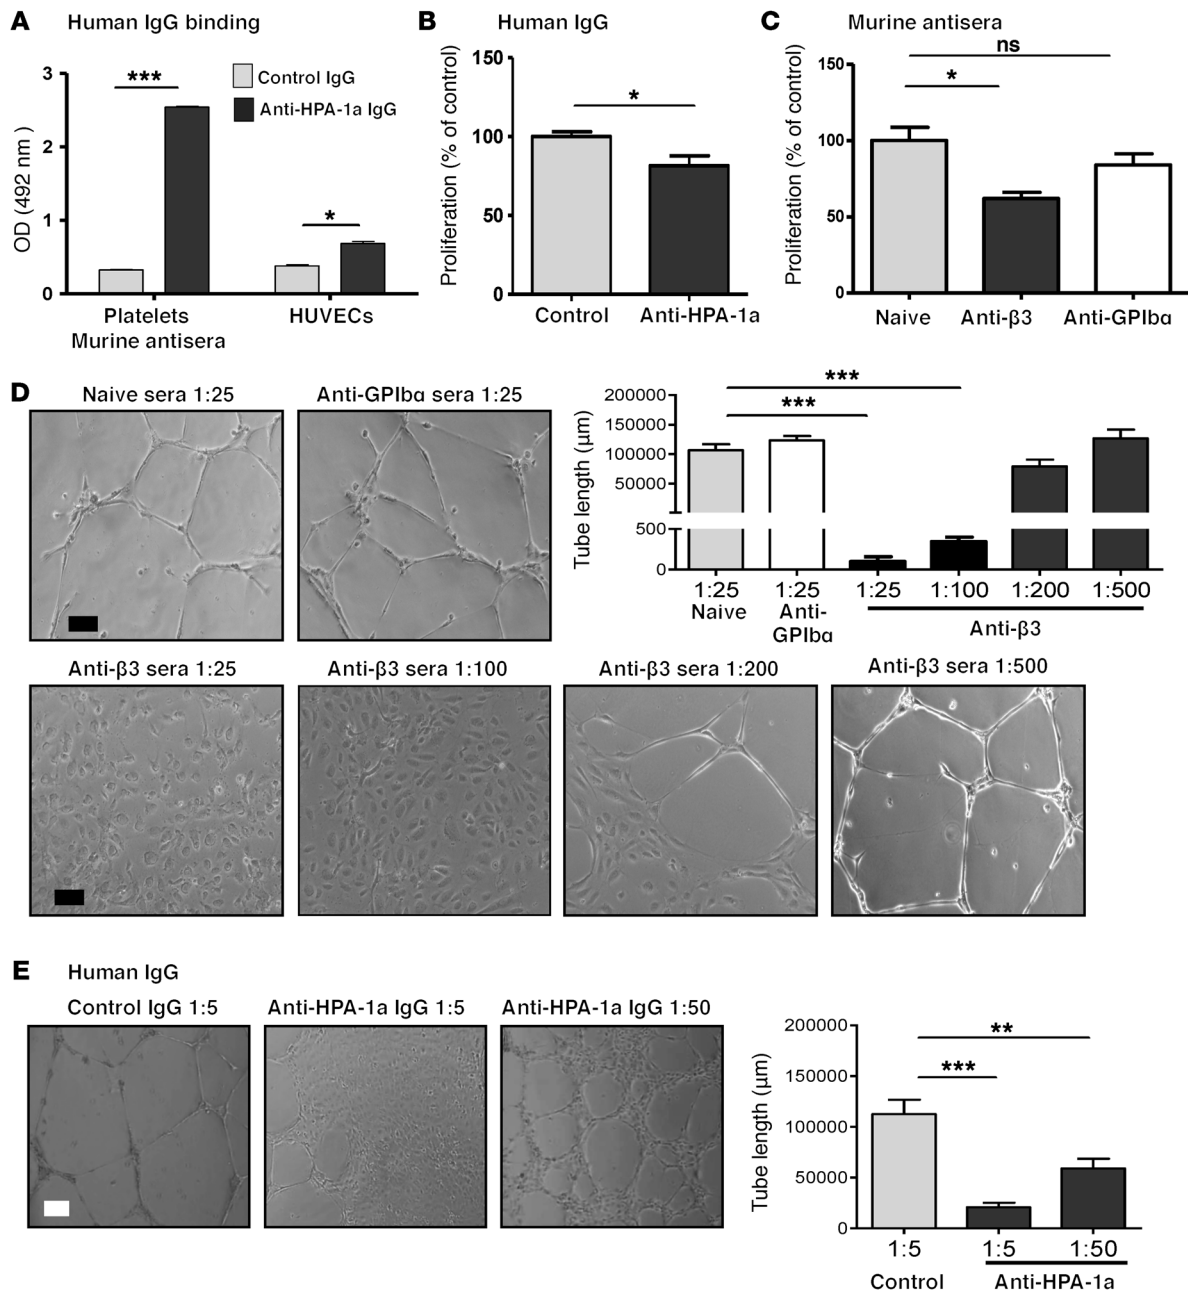 A Human IgG binding
OD (492 nm )
3
2
1
0
***
*
Control IgG
Anti-HPA-1a IgG
Platelets
HUVECs
Murine antisera
B Human IgG
Proliferation (% of control)
150
100
50
0
*
Control
Anti-HPA-1a
C Murine antisera
Proliferation (% of control)
150
100
50
0
ns
*
Naive
Anti-β3
Anti-GPIbα
D
Naive sera 1:25
Anti-GPIbα sera 1:25
Tube length (µm)
200000
150000
100000
50000
500
0
***
***
1:25
1:25
1:25
1:100
1:200
1:500
Naive
Anti-
GPIbα
Anti-β3
Anti-β3 sera 1:25
Anti-β3 sera 1:100
Anti-β3 sera 1:200
Anti-β3 sera 1:500
E Human IgG
Control IgG 1:5
Anti-HPA-1a IgG 1:5
Anti-HPA-1a IgG 1:50
Tube length (µm)
200000
150000
100000
50000
0
**
***
1:5
1:5
1:50
Control
Anti-HPA-1a